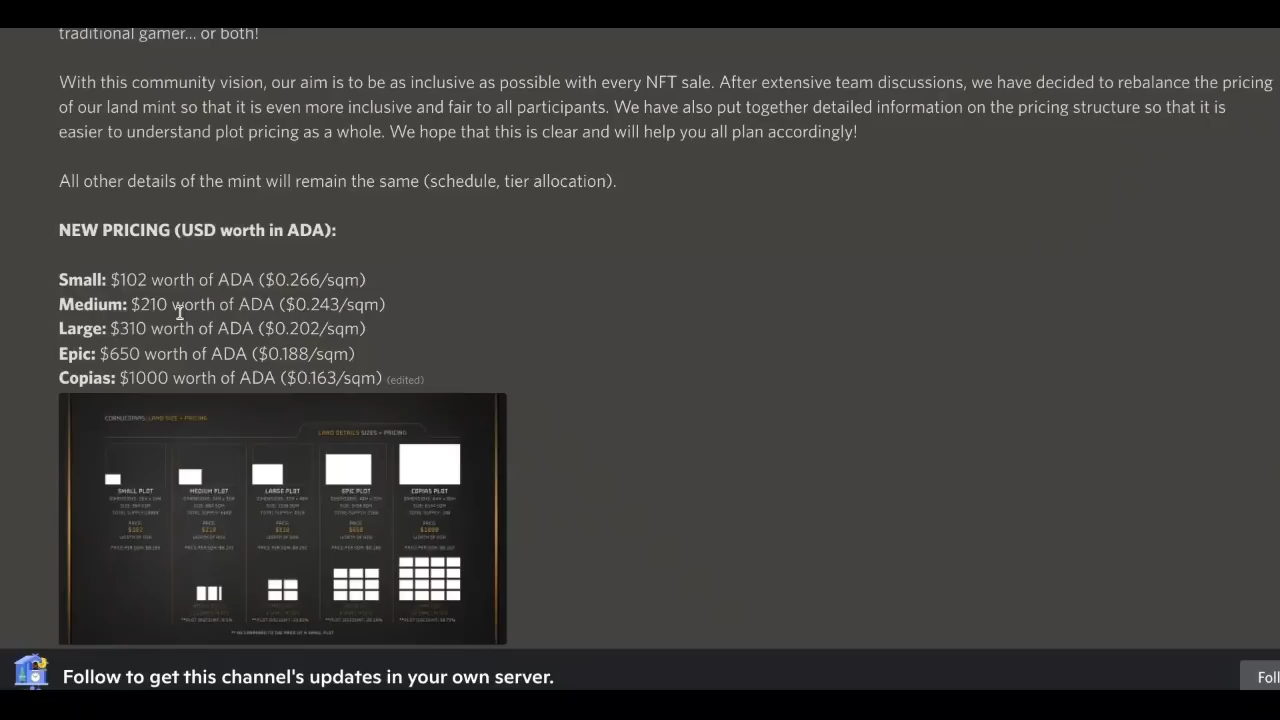 traditional gamer... or both!
With this community vision, our aim is to be as inclusive as possible with every NFT sale. After extensive team discussions, we have decided to rebalance the pricing
of our land mint so that it is even more inclusive and fair to all participants. We have also put together detailed information on the pricing structure so that it is
easier to understand plot pricing as a whole. We hope that this is clear and will help you all plan accordingly!
All other details of the mint will remain the same (schedule, tier allocation).
NEW PRICING (USD worth in ADA):
Small: $102 worth of ADA ($0.266/sqm)
Medium: $210 worth of ADA ($0.243/sqm)
Large: $310 worth of ADA ($0.202/sqm)
Epic: $650 worth of ADA ($0.188/sqm)
Copias: $1000 worth of ADA ($0.163/sqm) (edited)
LAND SIZE + PRICING
LAND DETAILS SIZES + PRICING
SMALL PLOT MEDIUM PLOT LARGE PLOT EPIC PLOT COPIAS PLOT
Follow to get this channel's updates in your own server.
Foll